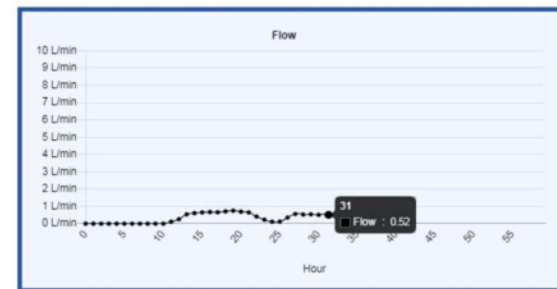 Flow
10 L/min
9 L/min
8 L/min
7 L/min
6 L/min
5 L/min
4 L/min
3 L/min
2 L/min
1 L/min
0 L/min
31
Flow : 0.52
0 5 10 15 20 25 30 35 40 45 50 55
Hour